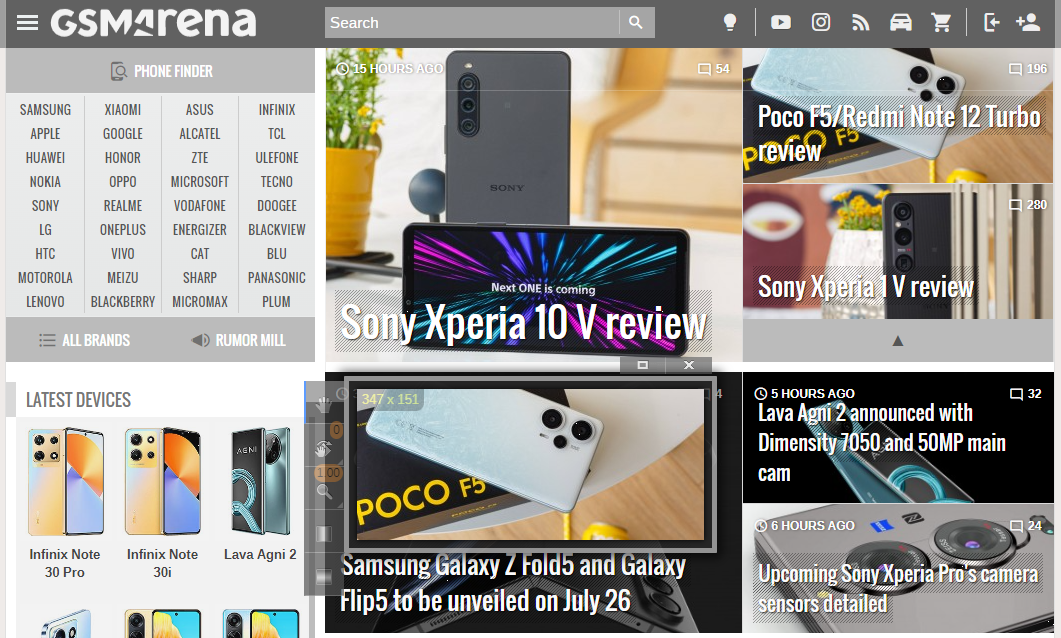 GSMArena
Search
PHONE FINDER
SAMSUNG XIAOMI ASUS INFINIX
APPLE GOOGLE ALCATEL TCL
HUAWEI HONOR ZTE ULEFONE
NOKIA OPPO MICROSOFT TECNO
SONY REALME VODAFONE DOOGEE
LG ONEPLUS ENERGIZER BLACKVIEW
HTC VIVO CAT BLU
MOTOROLA MEIZU SHARP PANASONIC
LENOVO BLACKBERRY MICROMAX PLUM
ALL BRANDS RUMOR MILL
LATEST DEVICES
AGNI
Infinix Note
30 Pro
Infinix Note
30i
Lava Agni 2
15 HOURS AGO 54
SONY
Next ONE is coming
Sony Xperia 10 V review
196
Poco F5/Redmi Note 12 Turbo
review
POCO F5
280
Sony Xperia 1 V review
▲
347 x 151
0
1.00
4
POCO F5
Samsung Galaxy Z Fold5 and Galaxy
Flip5 to be unveiled on July 26
5 HOURS AGO 32
Lava Agni 2 announced with
Dimensity 7050 and 50MP main
cam
6 HOURS AGO 24
Upcoming Sony Xperia Pro's camera
sensors detailed